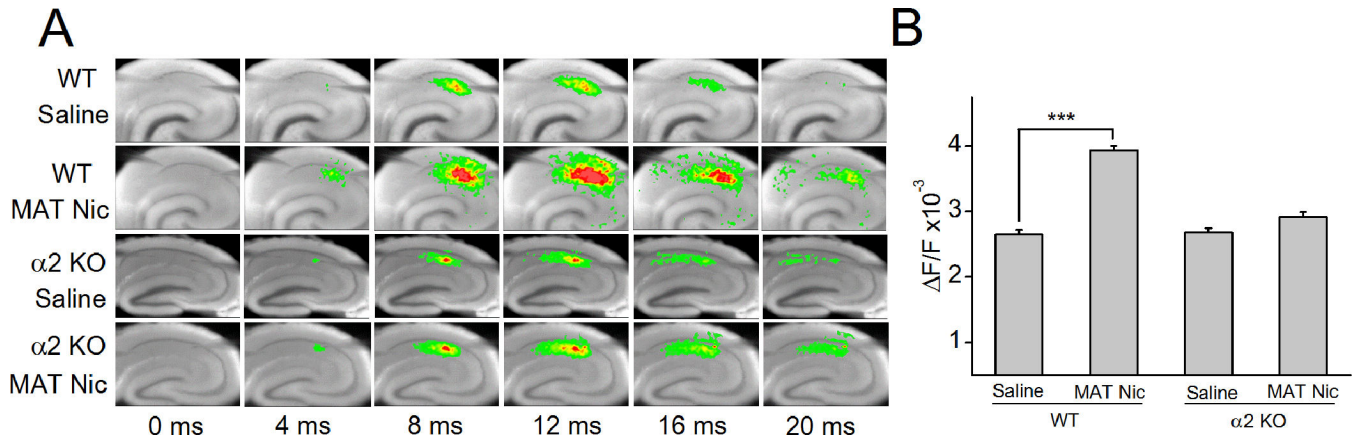 A
WT
Saline
WT
MAT Nic
α2 KO
Saline
α2 KO
MAT Nic
0 ms
4 ms
8 ms
12 ms
16 ms
20 ms
B
ΔF/F x10⁻³
4
3
2
1
***
Saline
MAT Nic
Saline
MAT Nic
WT
α2 KO